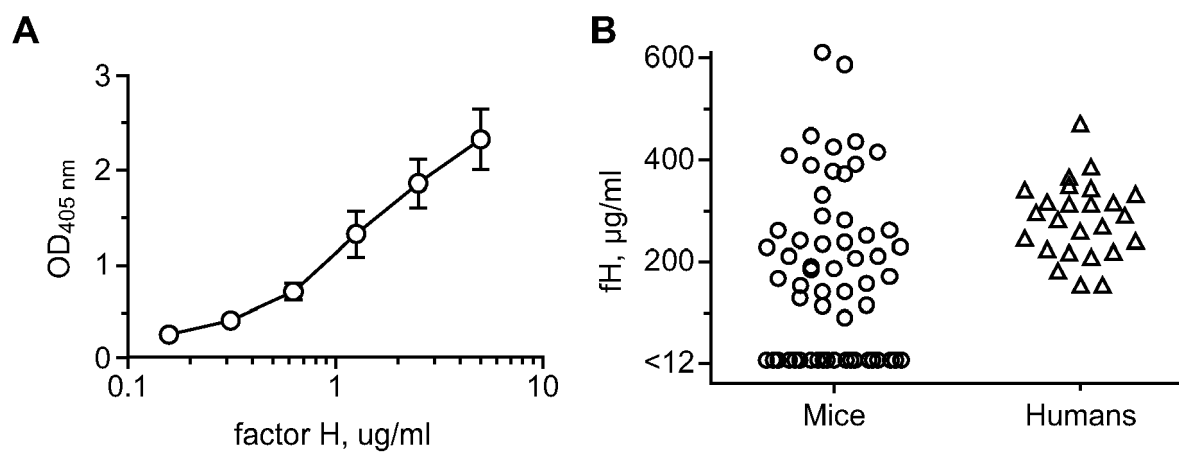 A
3
2
1
0
OD405 nm
0.1
1
10
factor H, ug/ml
B
600
400
200
<12
fH, µg/ml
Mice
Humans